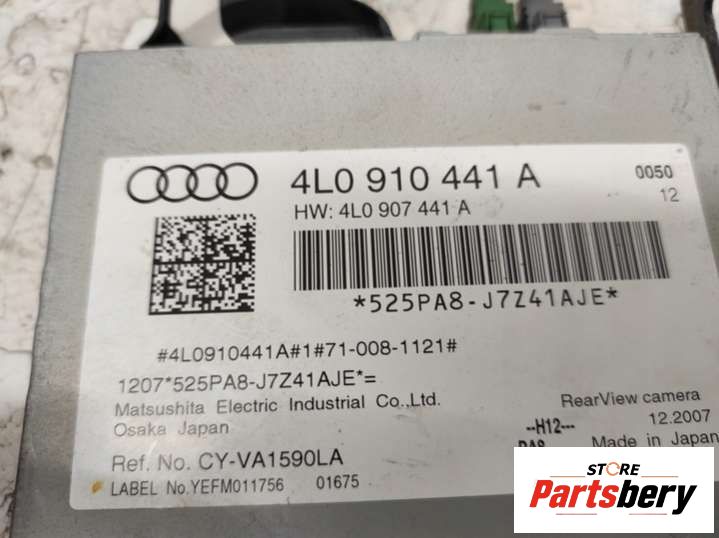 4L0 910 441 A
0050
12
HW: 4L0 907 441 A
*525PA8-J7Z41AJE*
#4L0910441A#1#71-008-1121#
1207*525PA8-J7Z41AJE*=
Matsushita Electric Industrial Co.,Ltd.
Osaka Japan
RearView camera
--H12---
12.2007
Made in Japan
Ref. No. CY-VA1590LA
LABEL No.YEFM011756 01675
STORE
Partsbery